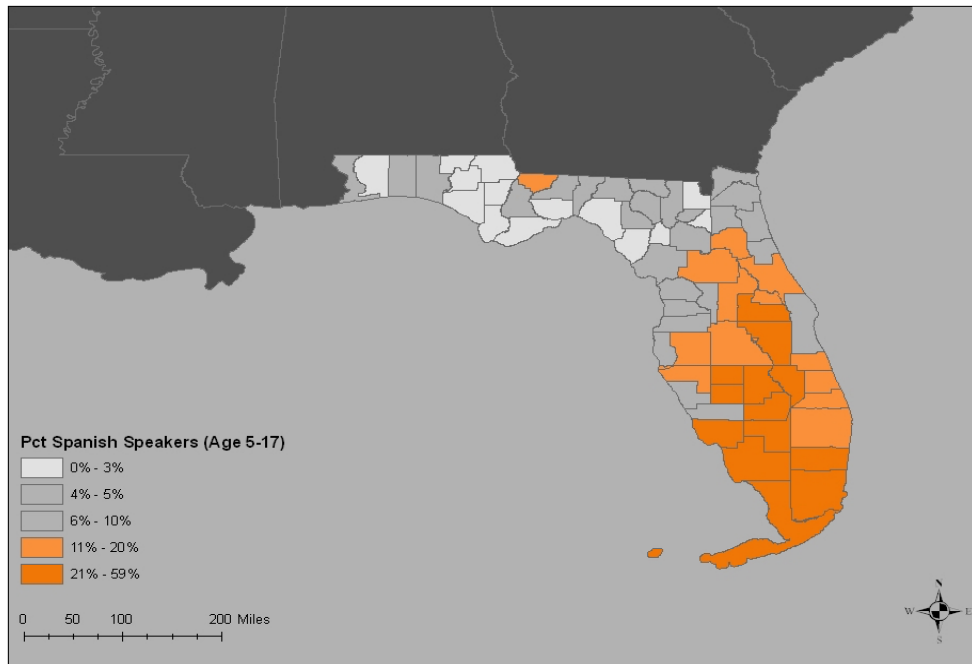 Pct Spanish Speakers (Age 5-17)
0% - 3%
4% - 5%
6% - 10%
11% - 20%
21% - 59%
0 50 100 200 Miles
N
W E
S